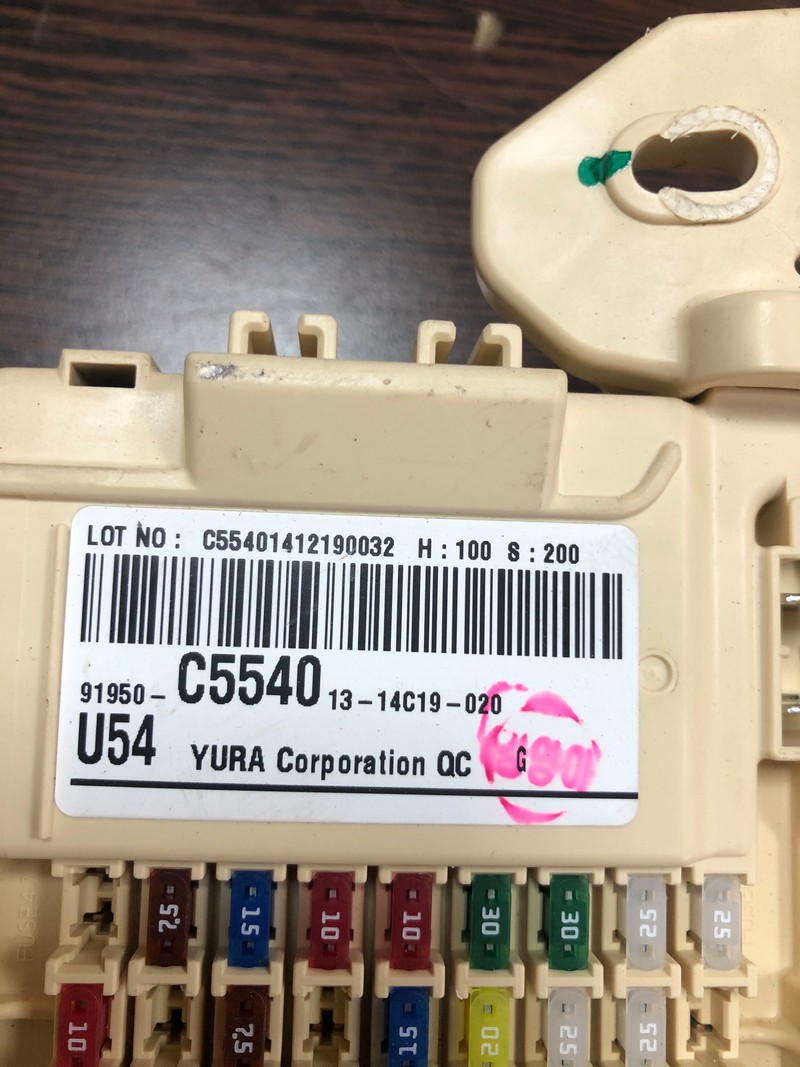 LOT NO : C55401412190032 H : 100 S : 200
91950 - C5540 13-14C19-020
U54 YURA Corporation QC G
7.5 15 10 10 30 30 25 25
10 7.5 15 20 25 25